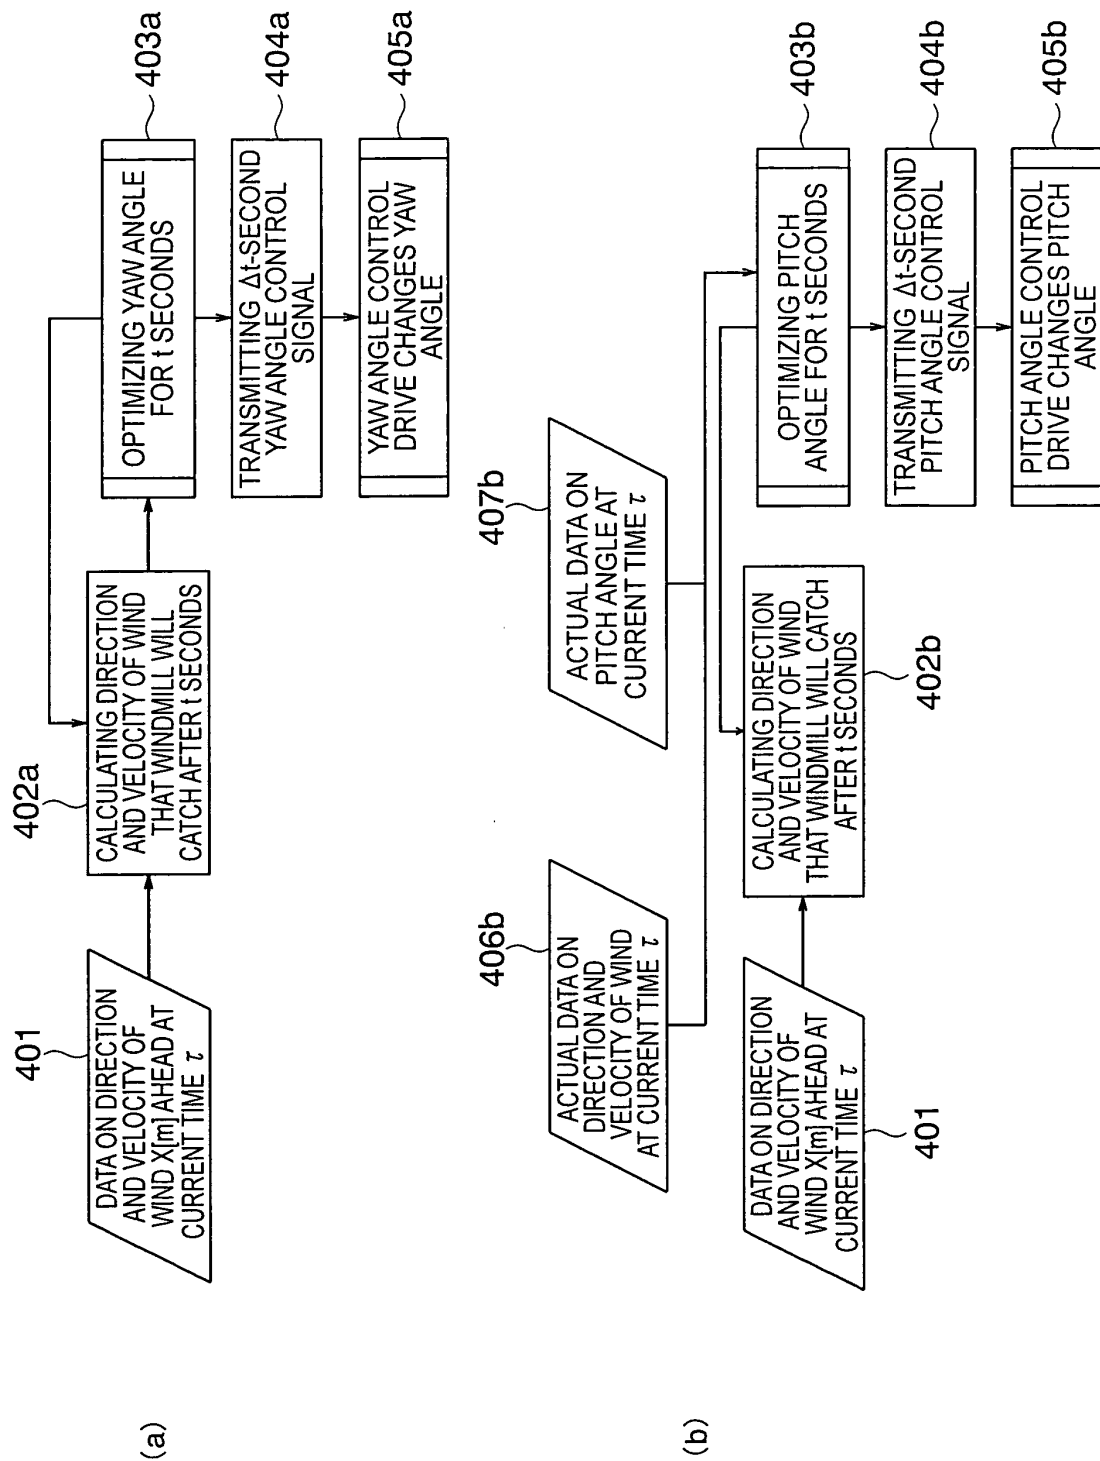 (a)
401
DATA ON DIRECTION
AND VELOCITY OF
WIND X[m] AHEAD AT
CURRENT TIME τ
402a
CALCULATING DIRECTION
AND VELOCITY OF WIND
THAT WINDMILL WILL
CATCH AFTER t SECONDS
OPTIMIZING YAW ANGLE
FOR t SECONDS
403a
TRANSMITTING Δt-SECOND
YAW ANGLE CONTROL
SIGNAL
404a
YAW ANGLE CONTROL
DRIVE CHANGES YAW
ANGLE
405a
(b)
406b
ACTUAL DATA ON
DIRECTION AND
VELOCITY OF WIND
AT CURRENT TIME τ
407b
ACTUAL DATA ON
PITCH ANGLE AT
CURRENT TIME τ
DATA ON DIRECTION
AND VELOCITY OF
WIND X[m] AHEAD AT
CURRENT TIME τ
401
CALCULATING DIRECTION
AND VELOCITY OF WIND
THAT WINDMILL WILL CATCH
AFTER t SECONDS
402b
OPTIMIZING PITCH
ANGLE FOR t SECONDS
403b
TRANSMITTING Δt-SECOND
PITCH ANGLE CONTROL
SIGNAL
404b
PITCH ANGLE CONTROL
DRIVE CHANGES PITCH
ANGLE
405b